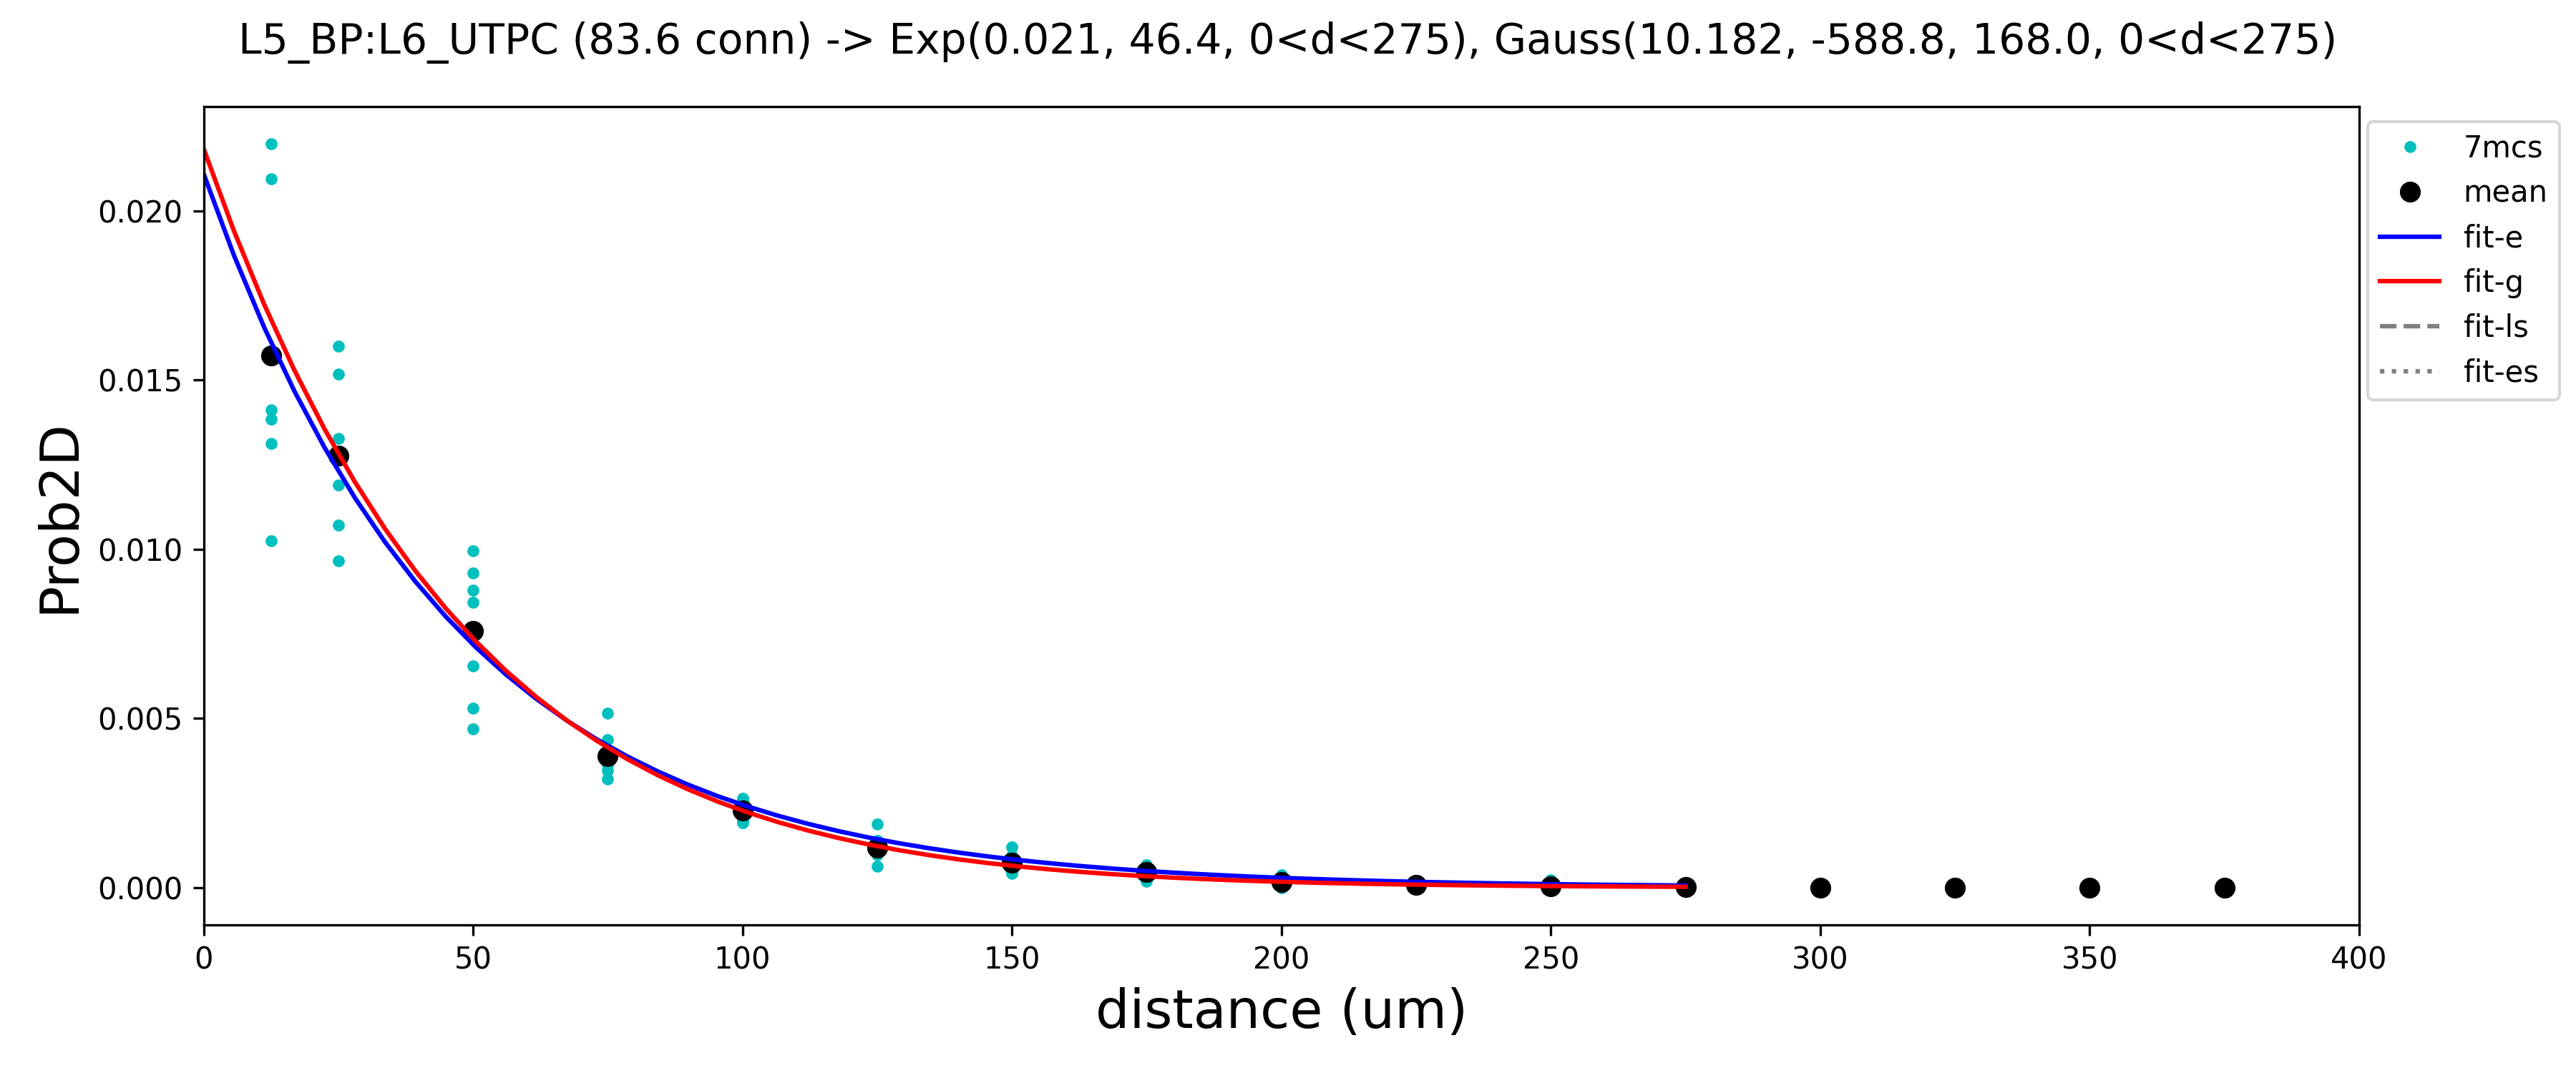 L5_BP:L6_UTPC (83.6 conn) -> Exp(0.021, 46.4, 0<d<275), Gauss(10.182, -588.8, 168.0, 0<d<275)
7mcs
mean
fit-e
fit-g
fit-ls
fit-es
Prob2D
0.020
0.015
0.010
0.005
0.000
0 50 100 150 200 250 300 350 400
distance (um)